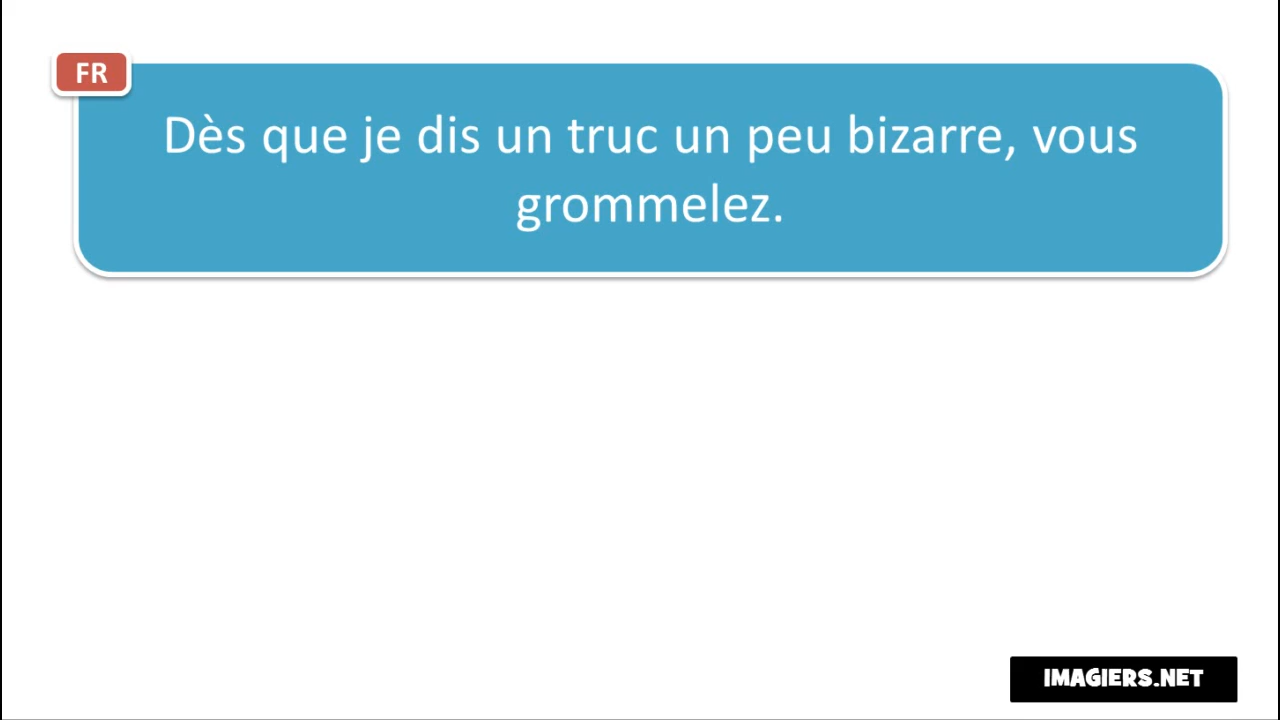 FR
Dès que je dis un truc un peu bizarre, vous
grommelez.
IMAGIERS.NET